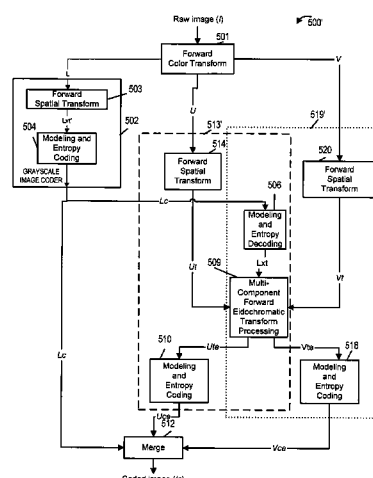 Raw image (I)
500'
501
Forward
Color Transform
L
V
U
Forward
Spatial Transform
503
Lxt'
504
502
Modeling and
Entropy
Coding
GRAYSCALE
IMAGE CODER
513'
519'
514
Forward
Spatial
Transform
520
Forward
Spatial
Transform
Lc
506
Modeling
and
Entropy
Decoding
Ut
509
Lxt
Vt
Multi-
Component
Forward
Eidochromatic
Transform
Processing
Lc
510
Ute
Vte
518
Modeling
and
Entropy
Coding
Modeling
and
Entropy
Coding
Uce
512
Merge
Vce